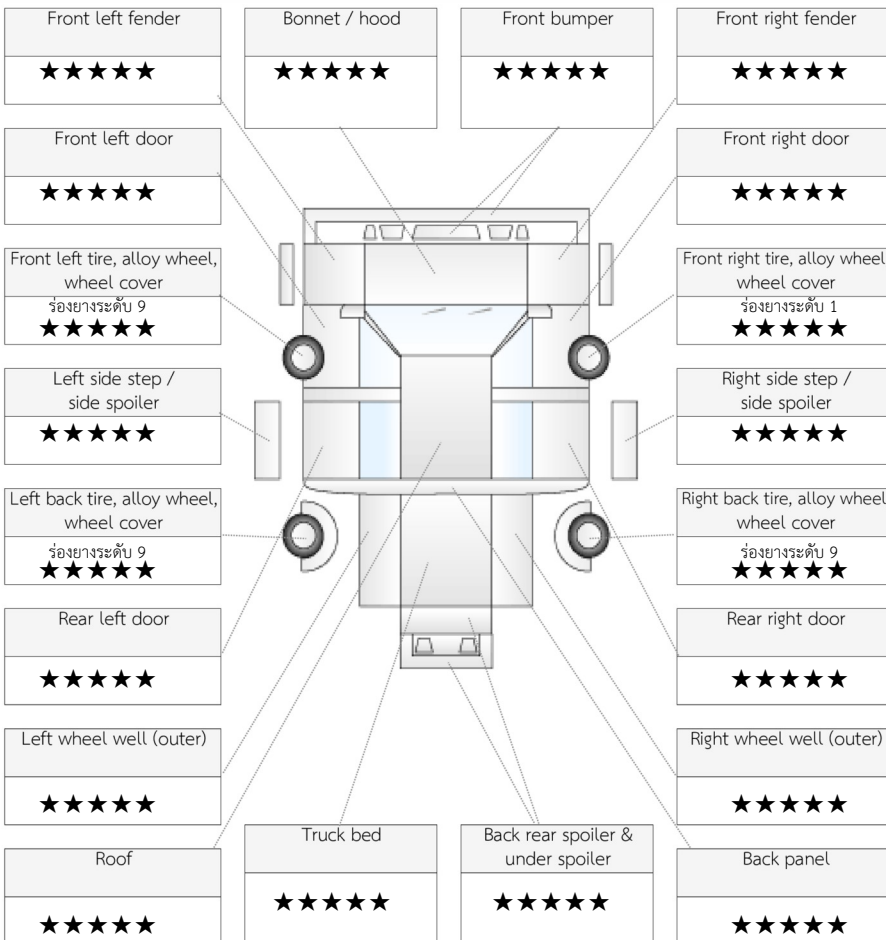 Front left fender
★★★★★
Bonnet / hood
★★★★★
Front bumper
★★★★★
Front right fender
★★★★★
Front left door
★★★★★
Front right door
★★★★★
Front left tire, alloy wheel,
wheel cover
ร่องยางระดับ 9
★★★★★
Front right tire, alloy wheel
wheel cover
ร่องยางระดับ 1
★★★★★
Left side step /
side spoiler
★★★★★
Right side step /
side spoiler
★★★★★
Left back tire, alloy wheel,
wheel cover
ร่องยางระดับ 9
★★★★★
Right back tire, alloy wheel
wheel cover
ร่องยางระดับ 9
★★★★★
Rear left door
★★★★★
Rear right door
★★★★★
Left wheel well (outer)
★★★★★
Right wheel well (outer)
★★★★★
Roof
★★★★★
Truck bed
★★★★★
Back rear spoiler &
under spoiler
★★★★★
Back panel
★★★★★